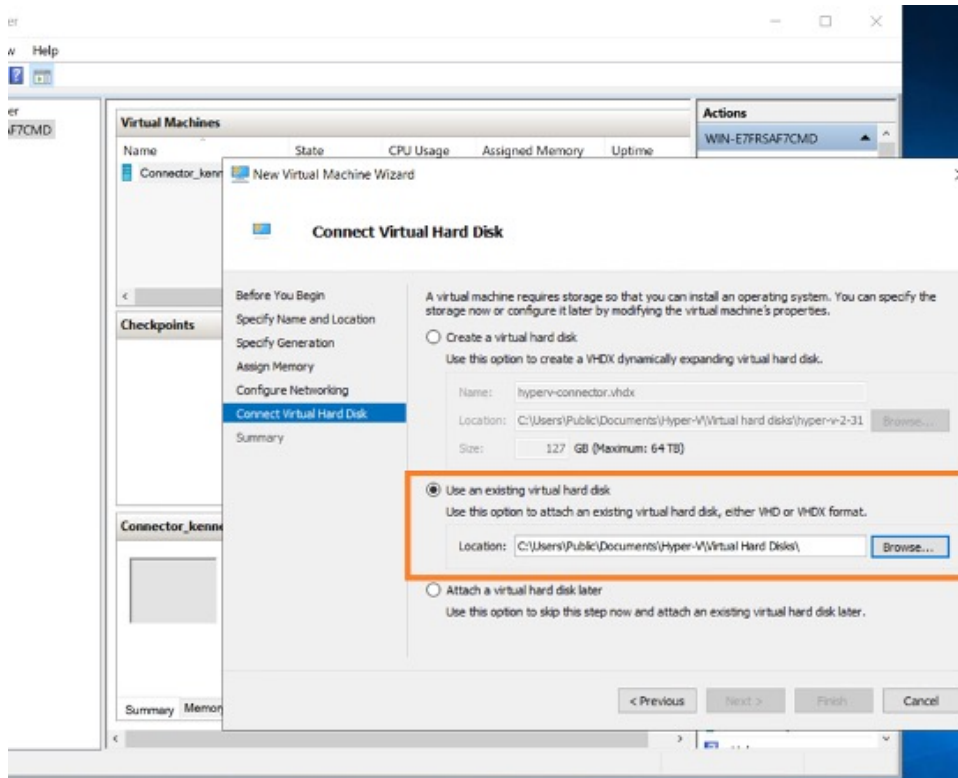 er
w Help
er
AF7CMD
Virtual Machines
Name State CPU Usage Assigned Memory Uptime
Connector_kenn
Actions
WIN-E7FRSAF7CMD
New Virtual Machine Wizard
Connect Virtual Hard Disk
Before You Begin
Specify Name and Location
Specify Generation
Assign Memory
Configure Networking
Connect Virtual Hard Disk
Summary
A virtual machine requires storage so that you can install an operating system. You can specify the
storage now or configure it later by modifying the virtual machine's properties.
Create a virtual hard disk
Use this option to create a VHDX dynamically expanding virtual hard disk.
Name: hyperv-connector.vhdx
Location: C:\Users\Public\Documents\Hyper-V\Virtual hard disks\hyper-v-2-31 Browse...
Size: 127 GB (Maximum: 64 TB)
Use an existing virtual hard disk
Use this option to attach an existing virtual hard disk, either VHD or VHDX format.
Location: C:\Users\Public\Documents\Hyper-V\Virtual Hard Disks\ Browse...
Attach a virtual hard disk later
Use this option to skip this step now and attach an existing virtual hard disk later.
< Previous Next > Finish Cancel
Checkpoints
Connector_kenne
Summary Memor